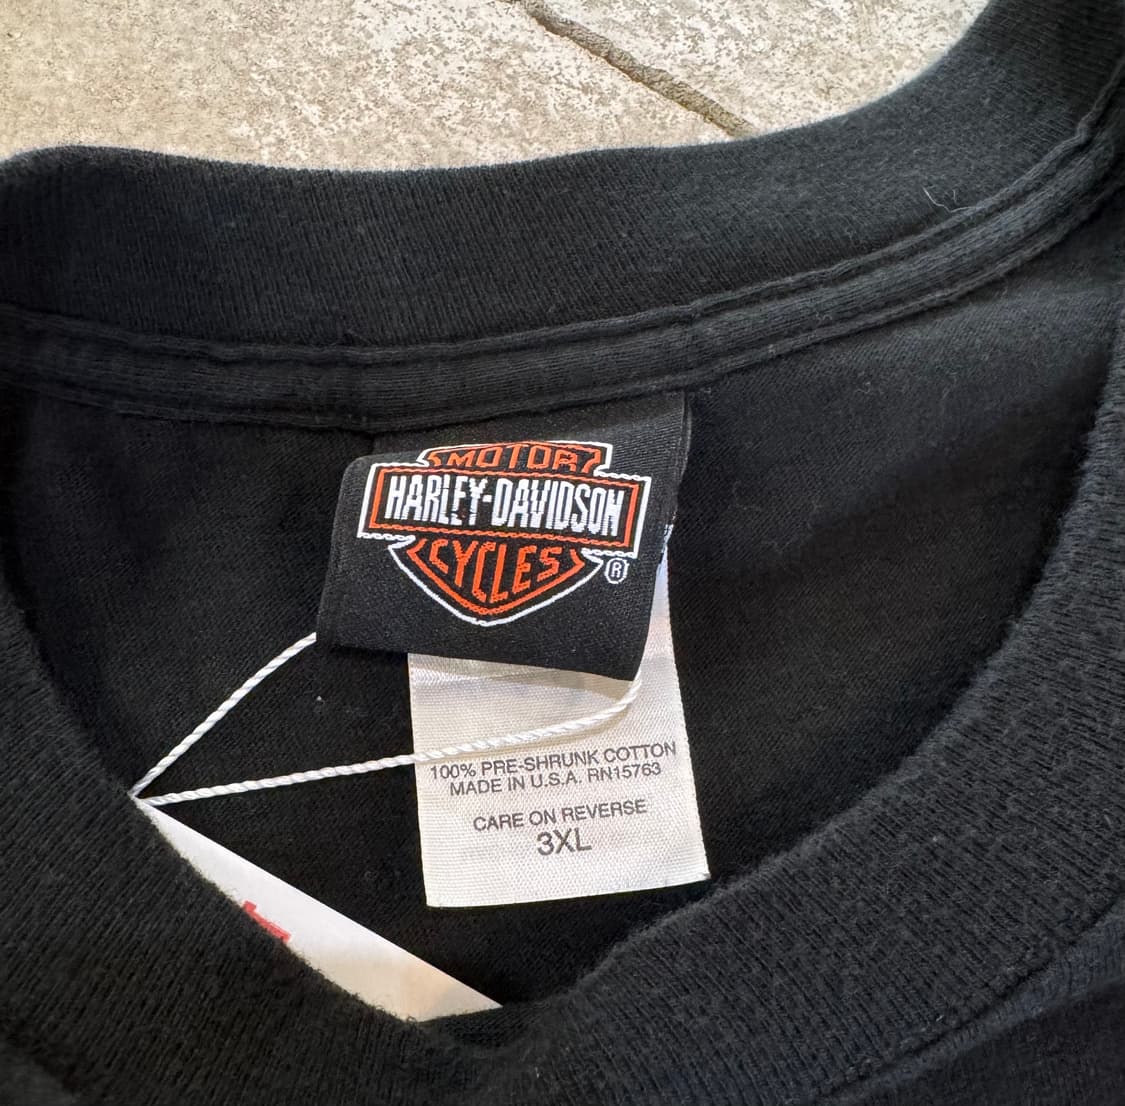 MOTOR
HARLEY-DAVIDSON
CYCLES
®
100% PRE-SHRUNK COTTON
MADE IN U.S.A. RN15763
CARE ON REVERSE
3XL